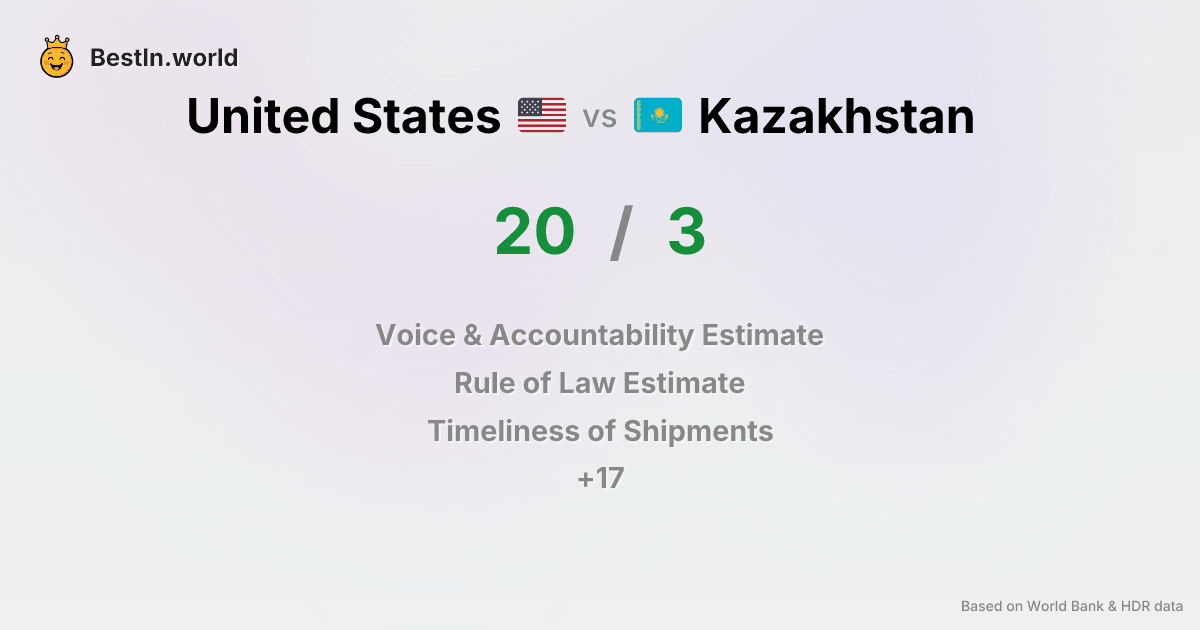 BestIn.world
United States vs Kazakhstan
20 / 3
Voice & Accountability Estimate
Rule of Law Estimate
Timeliness of Shipments
+17
Based on World Bank & HDR data